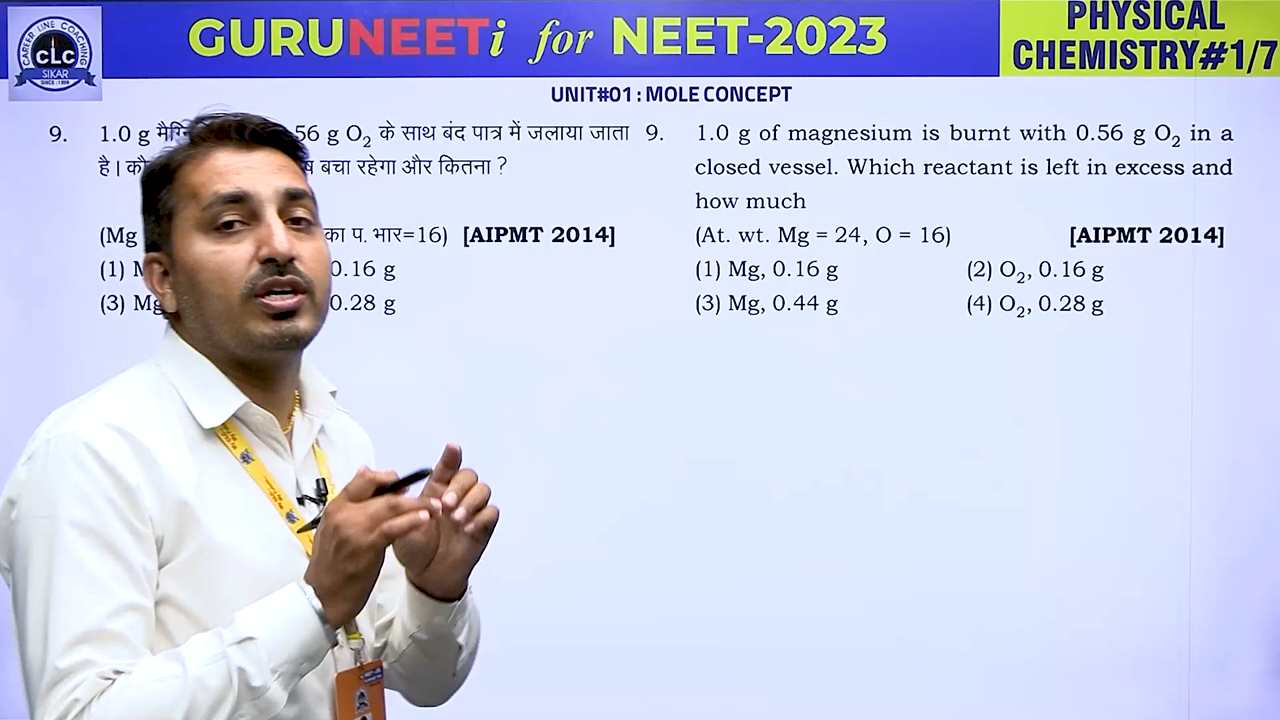 CAREER LINE COACHING
CLC
SIKAR
SINCE : 1996
GURUNEETi for NEET-2023
PHYSICAL
CHEMISTRY#1/7
UNIT#01 : MOLE CONCEPT
9. 1.0 g 56 g O₂ के साथ बंद पात्र में जलाया जाता
है। बचा रहेगा और कितना ?
(Mg का प. भार=16) [AIPMT 2014]
(1) 0.16 g
(3) 0.28 g
9. 1.0 g of magnesium is burnt with 0.56 g O₂ in a
closed vessel. Which reactant is left in excess and
how much
(At. wt. Mg = 24, O = 16) [AIPMT 2014]
(1) Mg, 0.16 g (2) O₂, 0.16 g
(3) Mg, 0.44 g (4) O₂, 0.28 g